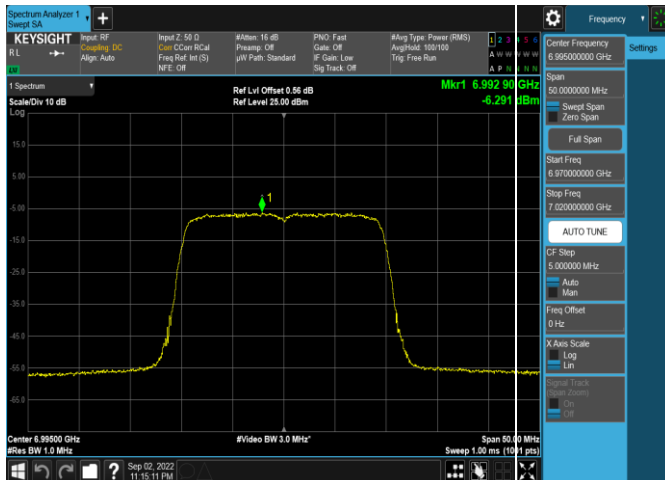 Spectrum Analyzer 1
Swept SA
+
Frequency
KEYSIGHT
RL
Input: RF
Coupling: DC
Align: Auto
Input Z: 50 Ω
Corr CCorr RCal
Freq Ref: Int (S)
NFE: Off
#Atten: 16 dB
Preamp: Off
µW Path: Standard
PNO: Fast
Gate: Off
IF Gain: Low
Sig Track: Off
#Avg Type: Power (RMS)
Avg|Hold: 100/100
Trig: Free Run
1 2 3 4 5 6
A W W W W W
A P N N N N
LXI
1 Spectrum
Scale/Div 10 dB
Log
Ref Lvl Offset 0.56 dB
Ref Level 25.00 dBm
Mkr1 6.992 90 GHz
-6.291 dBm
15.0
5.00
-5.00
-15.0
-25.0
-35.0
-45.0
-55.0
-65.0
1
Center 6.99500 GHz
#Res BW 1.0 MHz
#Video BW 3.0 MHz*
Span 50.00 MHz
Sweep 1.00 ms (1001 pts)
Sep 02, 2022
11:15:11 PM
?
Center Frequency
6.995000000 GHz
Settings
Span
50.0000000 MHz
Swept Span
Zero Span
Full Span
Start Freq
6.970000000 GHz
Stop Freq
7.020000000 GHz
AUTO TUNE
CF Step
5.000000 MHz
Auto
Man
Freq Offset
0 Hz
X Axis Scale
Log
Lin
Signal Track
(Span Zoom)
On
Off